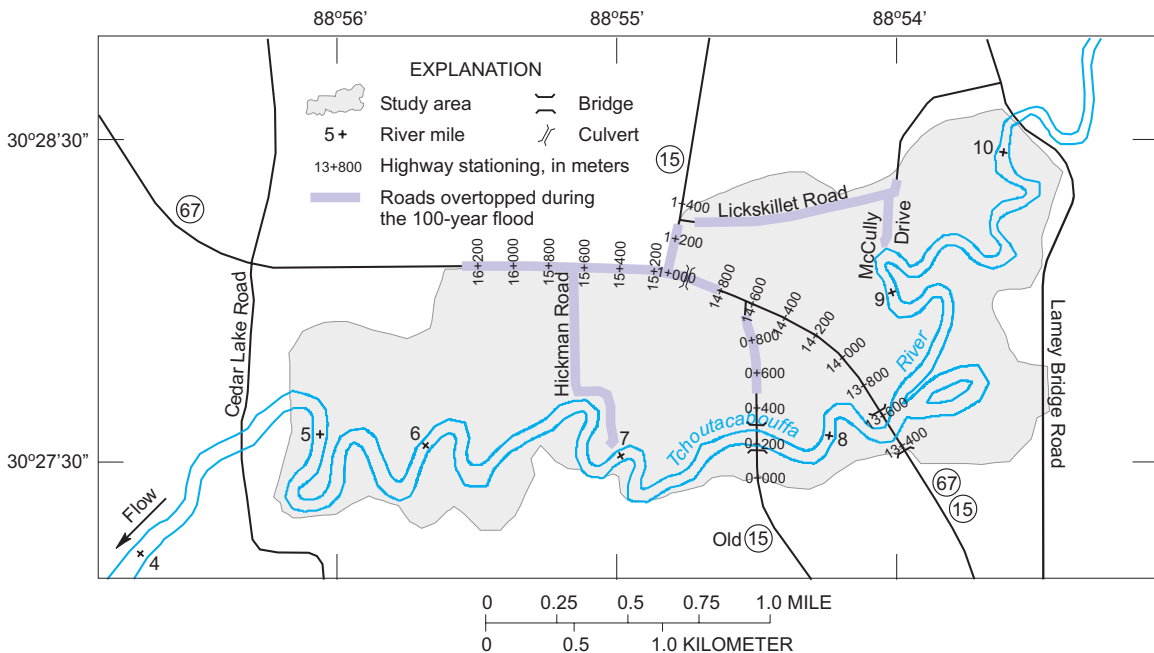 88°56'
88°55'
88°54'
30°28'30"
30°27'30"
EXPLANATION
Study area
Bridge
5 + River mile
Culvert
13+800 Highway stationing, in meters
Roads overtopped during
the 100-year flood
67
15
10
1+400
Lickskillet Road
McCully
Drive
1+200
1+000
16+200
16+000
15+800
15+600
15+400
15+200
14+800
14+600
14+400
14+200
14+000
13+800
13+600
13+400
0+800
0+600
0+400
0+200
0+000
Cedar Lake Road
Hickman Road
Lamey Bridge Road
9
River
Tchoutacabouffa
8
7
6
5
4
Flow
67
15
Old 15
0 0.25 0.5 0.75 1.0 MILE
0 0.5 1.0 KILOMETER